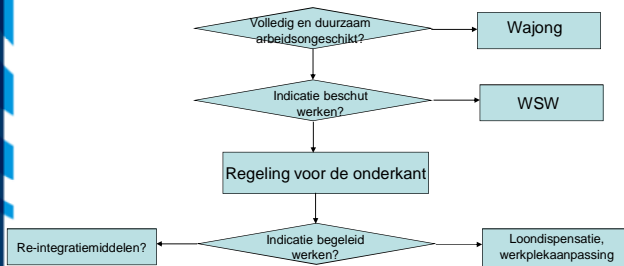 Volledig en duurzaam
arbeidsongeschikt?
Wajong
Indicatie beschut
werken?
WSW
Regeling voor de onderkant
Re-integratiemiddelen?
Indicatie begeleid
werken?
Loondispensatie,
werkplekaanpassing